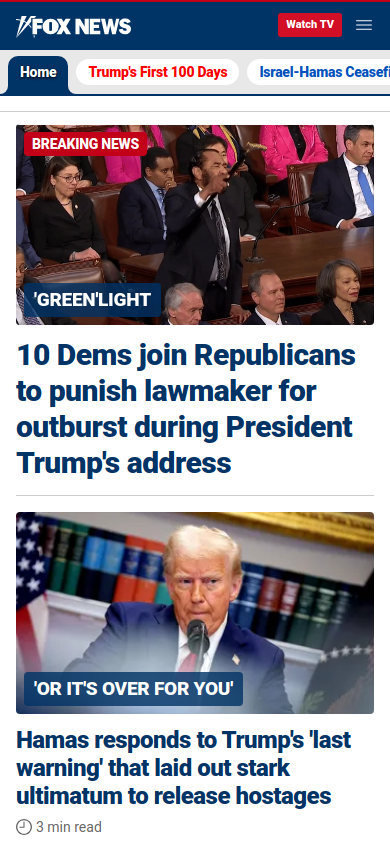 FOX NEWS
Watch TV
Home
Trump's First 100 Days
Israel-Hamas Ceasefi
BREAKING NEWS
'GREEN'LIGHT
10 Dems join Republicans
to punish lawmaker for
outburst during President
Trump's address
'OR IT'S OVER FOR YOU'
Hamas responds to Trump's 'last
warning' that laid out stark
ultimatum to release hostages
3 min read